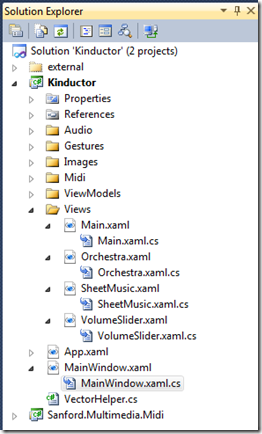 Solution Explorer
Solution 'Kinductor' (2 projects)
external
Kinductor
Properties
References
Audio
Gestures
Images
Midi
ViewModels
Views
Main.xaml
Main.xaml.cs
Orchestra.xaml
Orchestra.xaml.cs
SheetMusic.xaml
SheetMusic.xaml.cs
VolumeSlider.xaml
VolumeSlider.xaml.cs
App.xaml
MainWindow.xaml
MainWindow.xaml.cs
VectorHelper.cs
Sanford.Multimedia.Midi